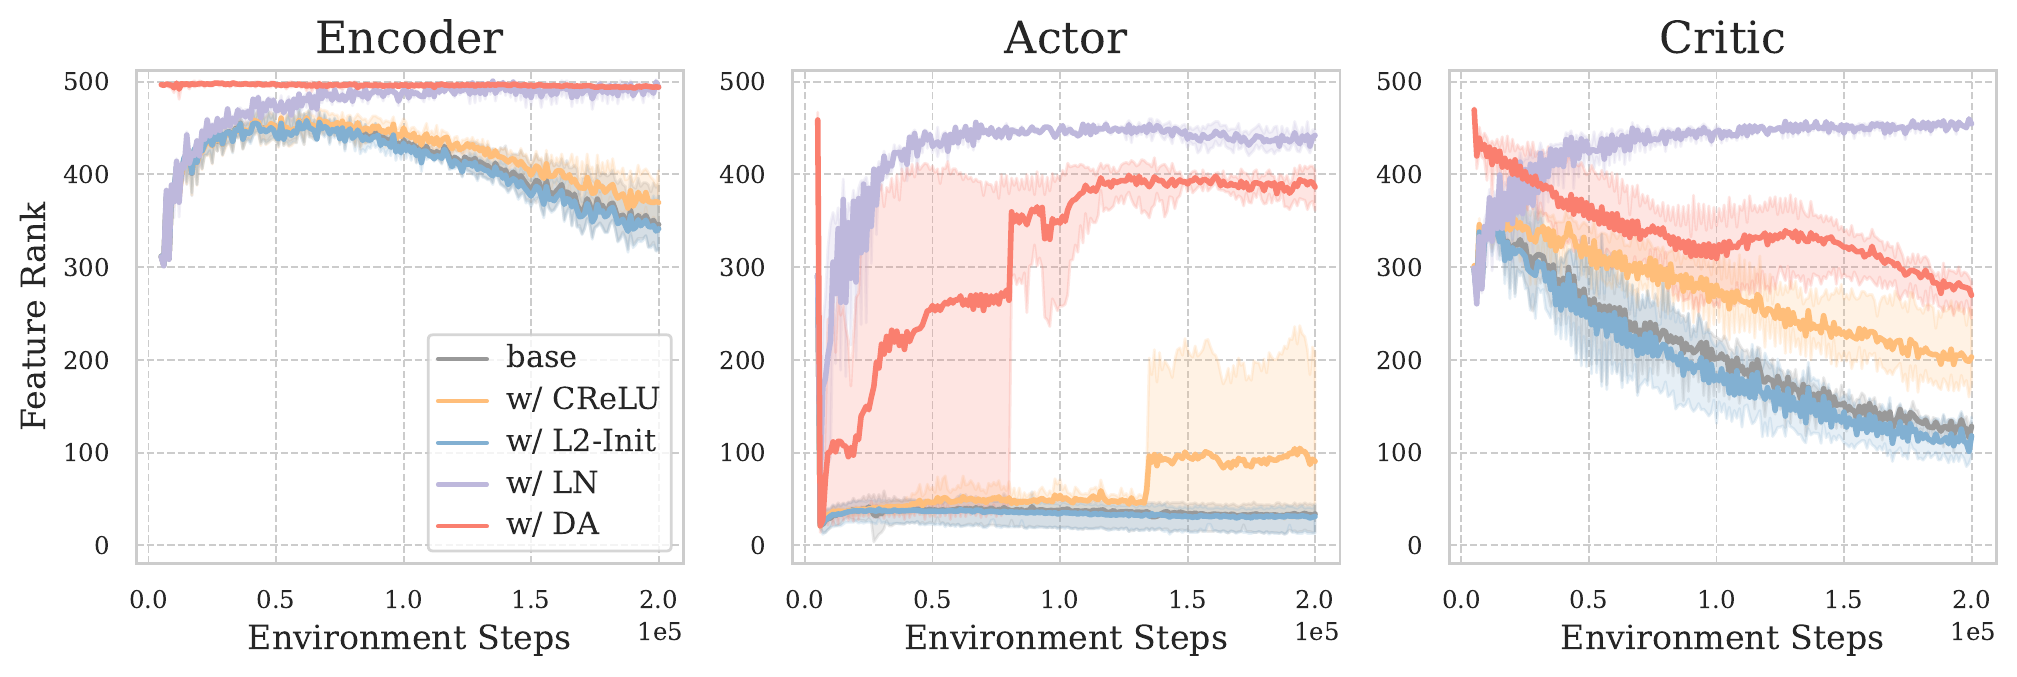 Encoder
Actor
Critic
Feature Rank
500
400
300
200
100
0
base
w/ CReLU
w/ L2-Init
w/ LN
w/ DA
0.0 0.5 1.0 1.5 2.0
1e5
Environment Steps
500
400
300
200
100
0
0.0 0.5 1.0 1.5 2.0
1e5
Environment Steps
500
400
300
200
100
0
0.0 0.5 1.0 1.5 2.0
1e5
Environment Steps